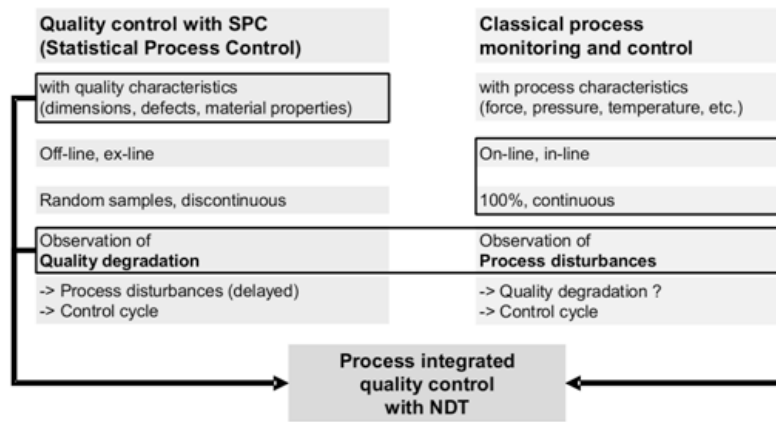 Quality control with SPC
(Statistical Process Control)
with quality characteristics
(dimensions, defects, material properties)
Off-line, ex-line
Random samples, discontinuous
Observation of
Quality degradation
-> Process disturbances (delayed)
-> Control cycle
Classical process
monitoring and control
with process characteristics
(force, pressure, temperature, etc.)
On-line, in-line
100%, continuous
Observation of
Process disturbances
-> Quality degradation ?
-> Control cycle
Process integrated
quality control
with NDT